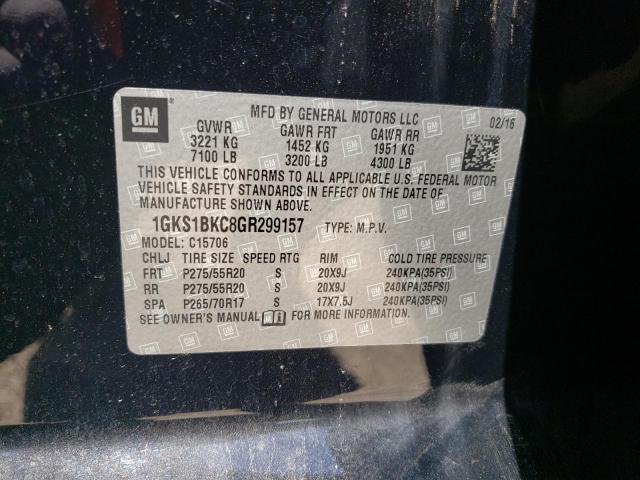 GM
MFD BY GENERAL MOTORS LLC
02/16
GVWR GAWR FRT GAWR RR
3221 KG 1452 KG 1951 KG
7100 LB 3200 LB 4300 LB
THIS VEHICLE CONFORMS TO ALL APPLICABLE U.S. FEDERAL MOTOR
VEHICLE SAFETY STANDARDS IN EFFECT ON THE DATE OF
MANUFACTURE SHOWN ABOVE.
1GKS1BKC8GR299157 TYPE: M.P.V.
MODEL: C15706
CHLJ TIRE SIZE SPEED RTG RIM COLD TIRE PRESSURE
FRT P275/55R20 S 20X9J 240KPA(35PSI)
RR P275/55R20 S 20X9J 240KPA(35PSI)
SPA P265/70R17 S 17X7.5J 240KPA(35PSI)
SEE OWNER'S MANUAL FOR MORE INFORMATION.